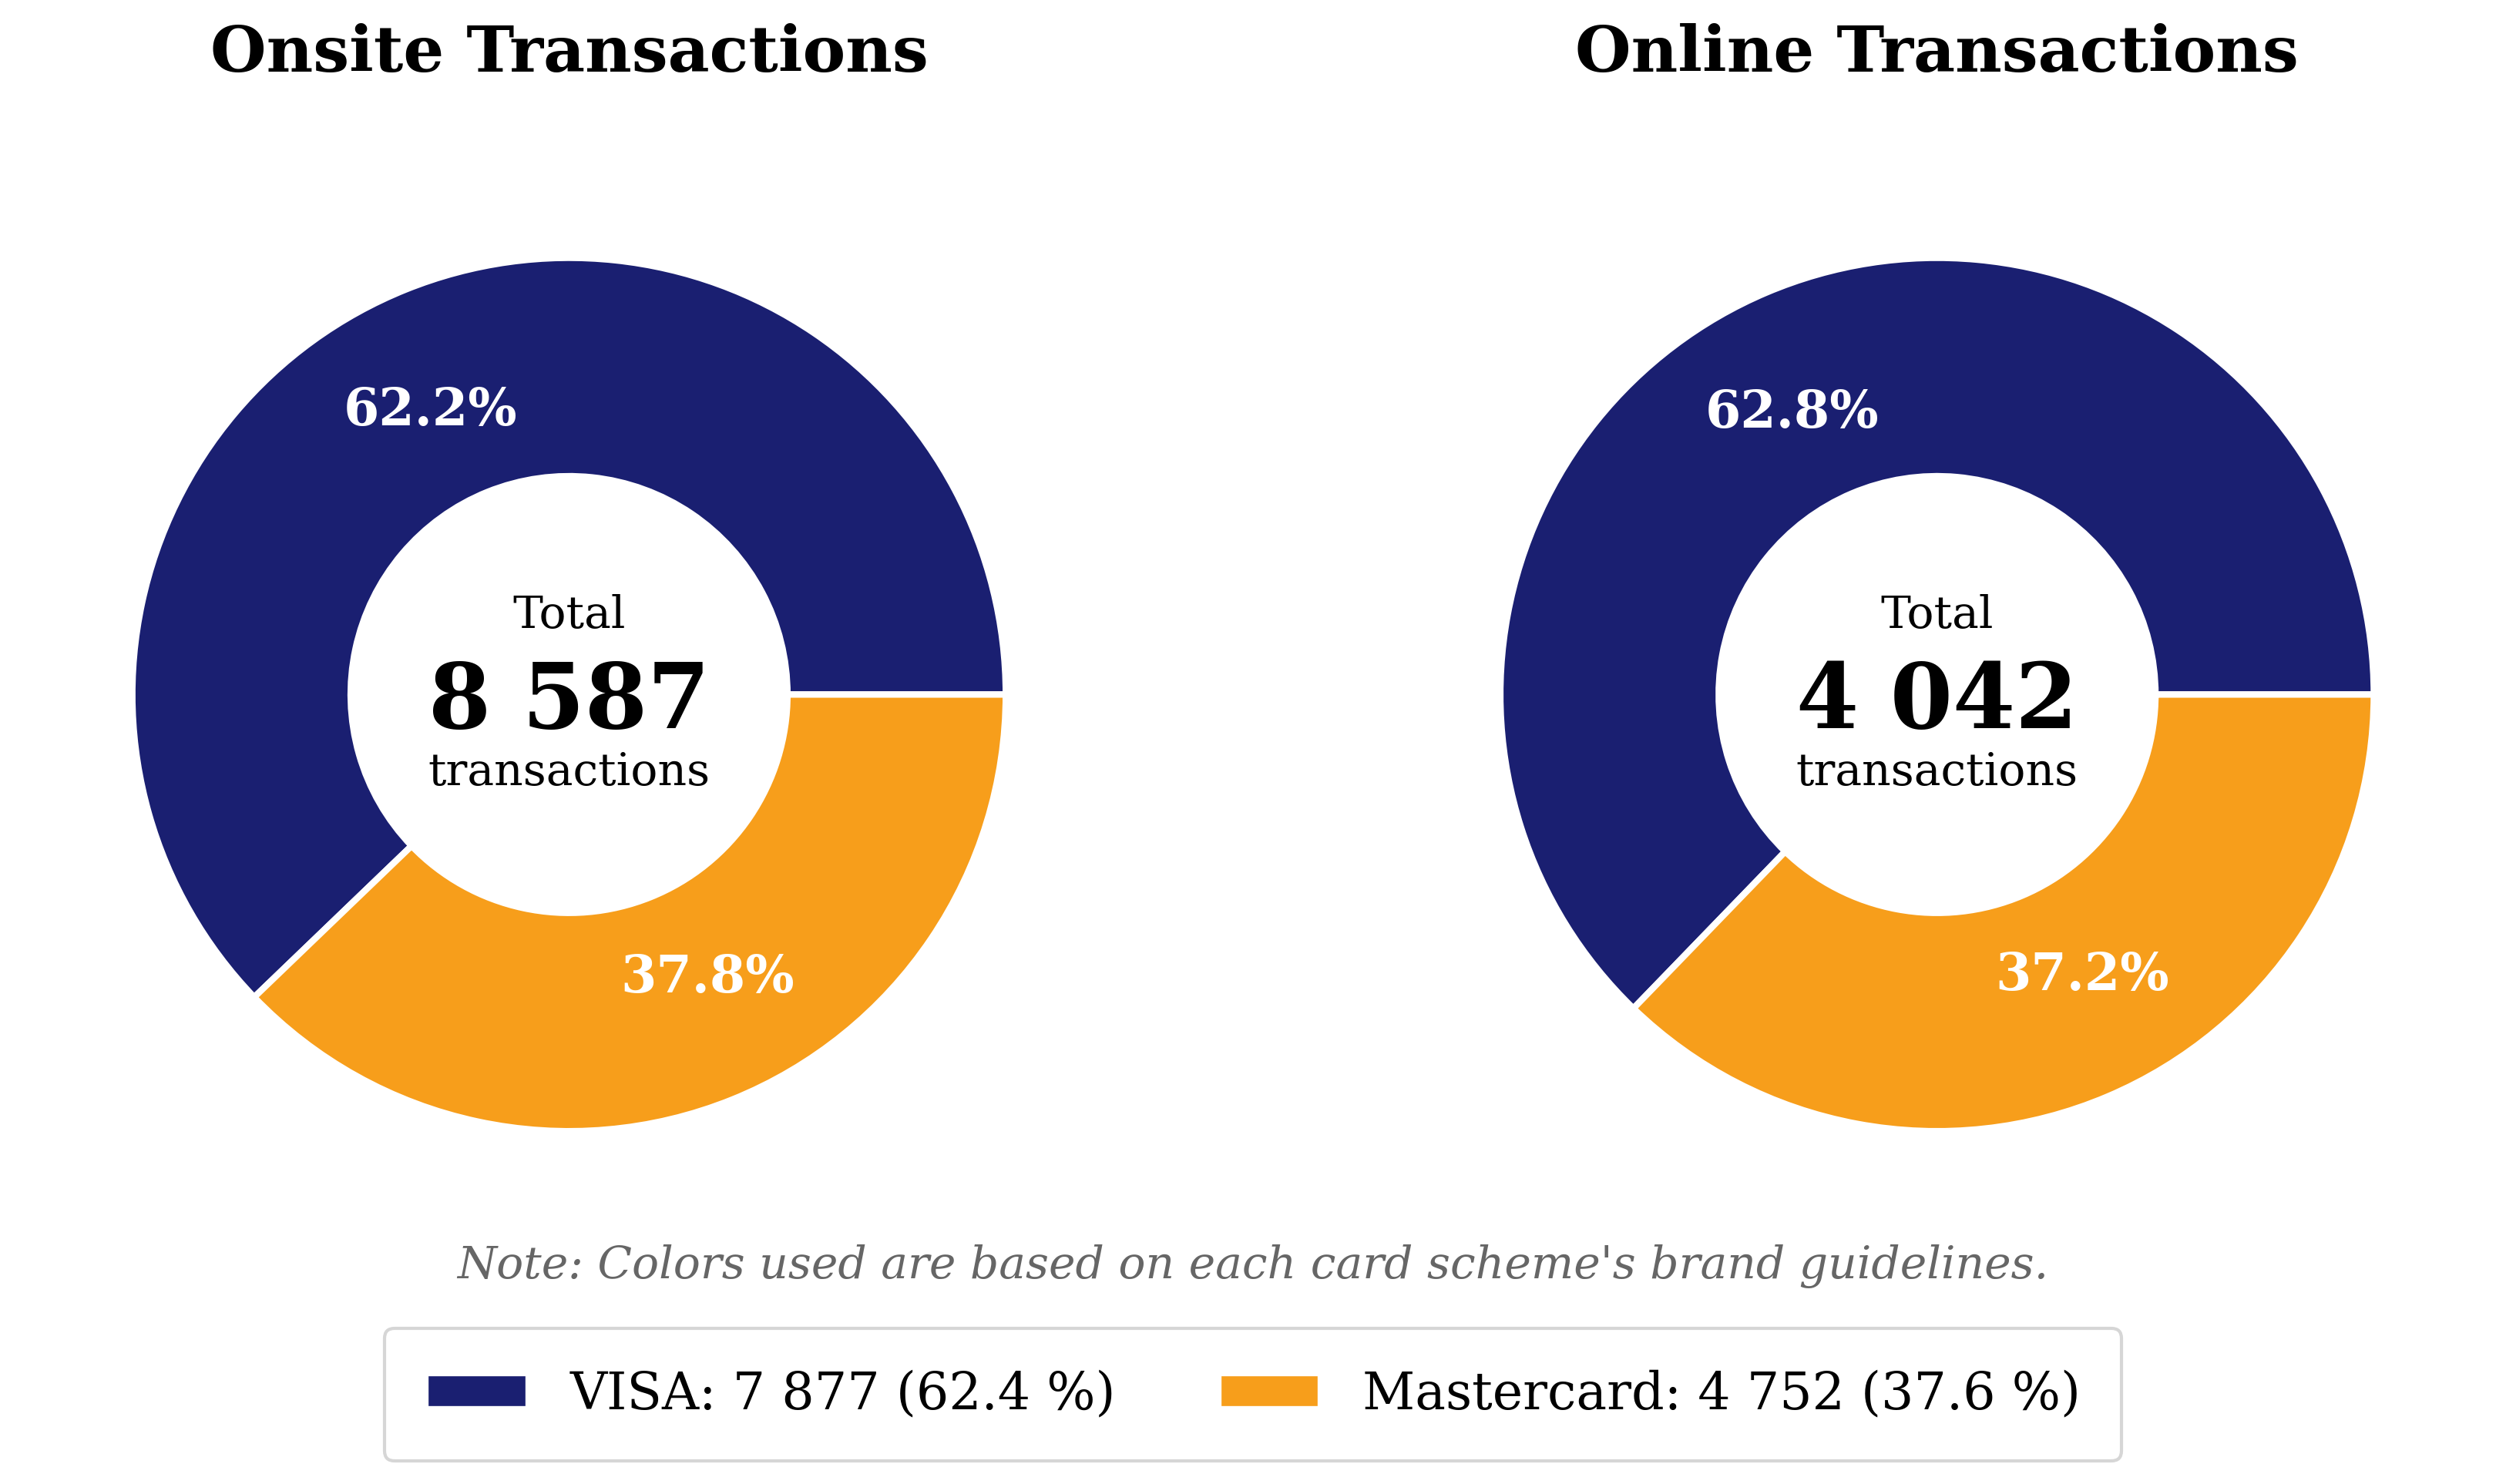 Onsite Transactions
62.2%
Total
8 587
transactions
37.8%
Online Transactions
62.8%
Total
4 042
transactions
37.2%
Note: Colors used are based on each card scheme's brand guidelines.
VISA: 7 877 (62.4 %)
Mastercard: 4 752 (37.6 %)